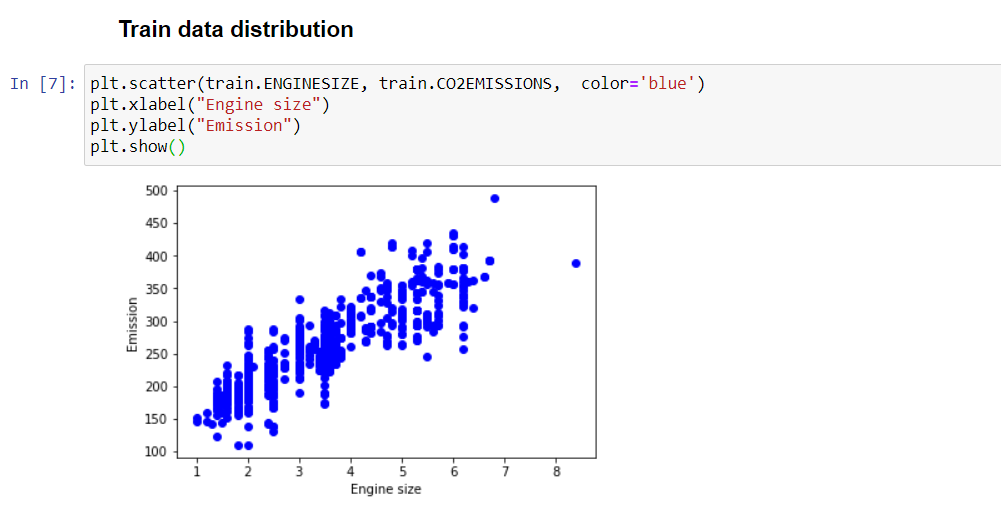 Train data distribution
In [7]: plt.scatter(train.ENGINESIZE, train.CO2EMISSIONS,  color='blue')
plt.xlabel("Engine size")
plt.ylabel("Emission")
plt.show()
500
450
400
350
300
250
200
150
100
Emission
1 2 3 4 5 6 7 8
Engine size